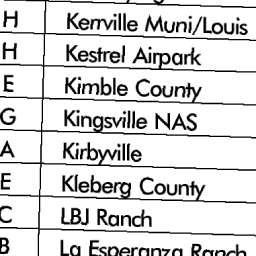 H Kerrville Muni/Louis
H Kestrel Airpark
E Kimble County
G Kingsville NAS
A Kirbyville
E Kleberg County
C LBJ Ranch
B La Esperanza Ranch